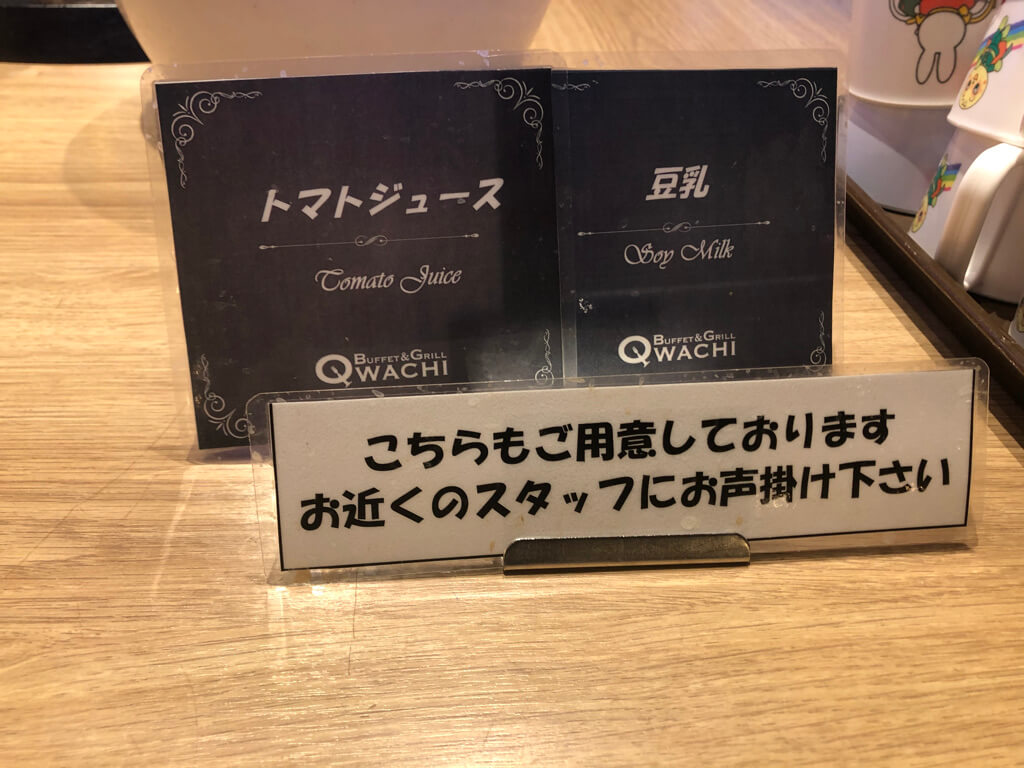 トマトジュース
Tomato Juice
BUFFET&GRILL
QWACHI
豆乳
Soy Milk
BUFFET&GRILL
QWACHI
こちらもご用意しております
お近くのスタッフにお声掛け下さい